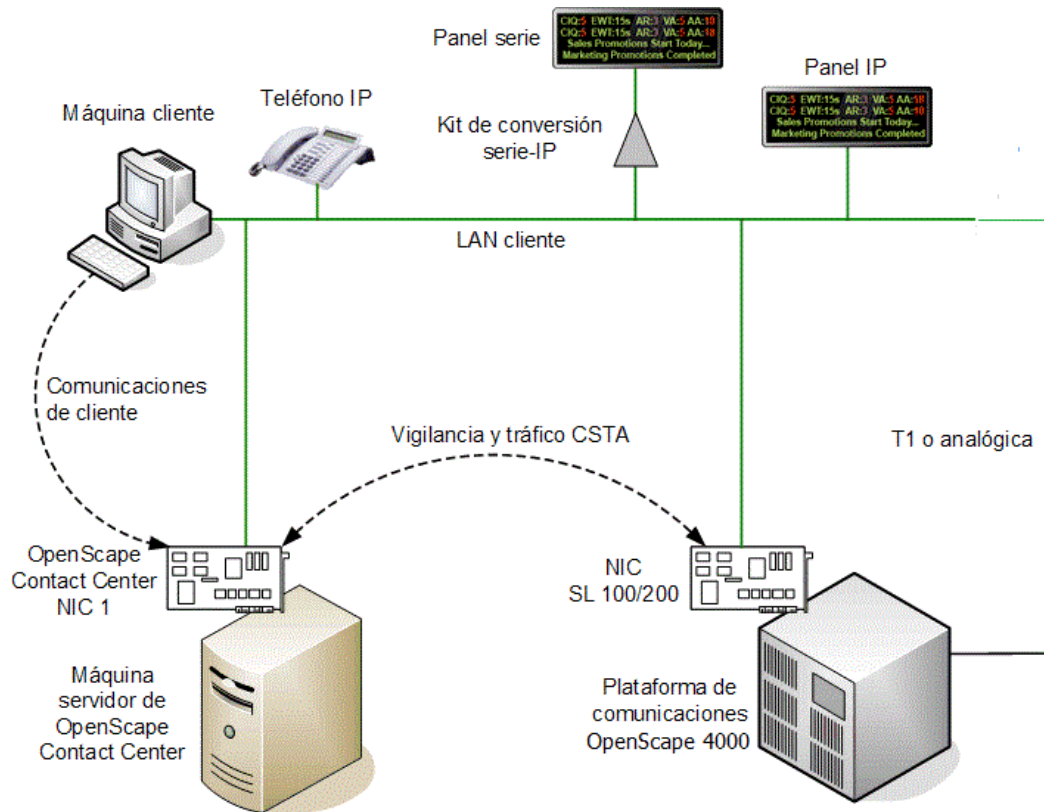 Panel serie
CIQ:5 EWT:15s AR:3 VA:5 AA:18
CIQ:5 EWT:15s AR:3 VA:5 AA:18
Sales Promotions Start Today...
Marketing Promotions Completed
Panel IP
CIQ:5 EWT:15s AR:3 VA:5 AA:18
CIQ:5 EWT:15s AR:3 VA:5 AA:18
Sales Promotions Start Today...
Marketing Promotions Completed
Máquina cliente
Teléfono IP
Kit de conversión
serie-IP
LAN cliente
Comunicaciones
de cliente
Vigilancia y tráfico CSTA
T1 o analógica
OpenScape
Contact Center
NIC 1
NIC
SL 100/200
Máquina
servidor de
OpenScape
Contact Center
Plataforma de
comunicaciones
OpenScape 4000